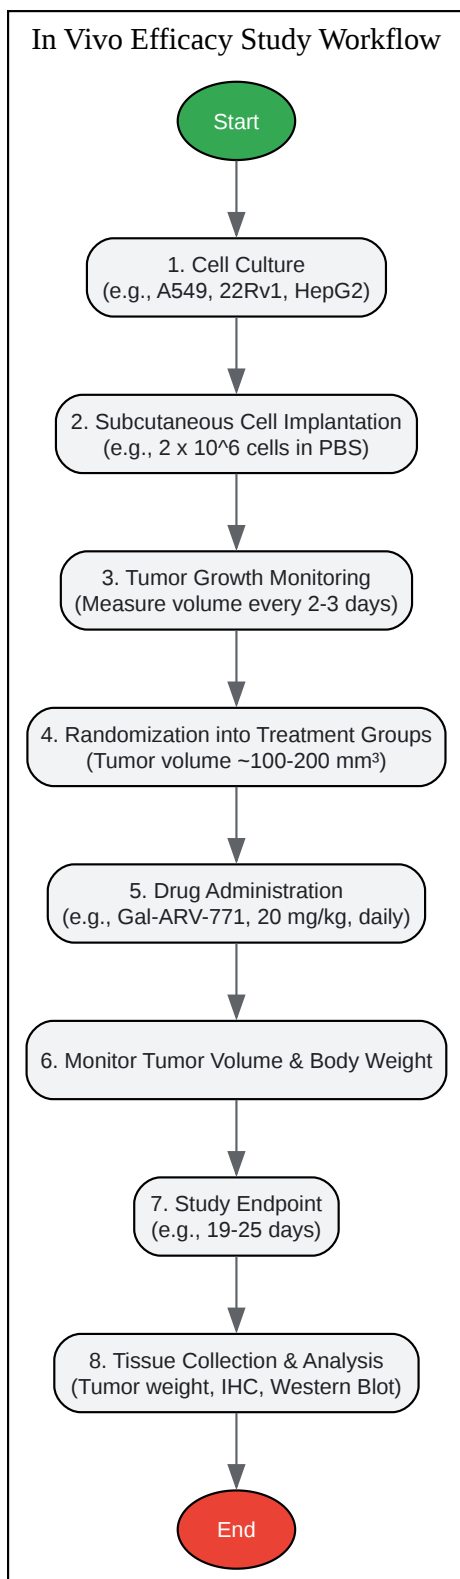 In Vivo Efficacy Study Workflow
Start
1. Cell Culture
(e.g., A549, 22Rv1, HepG2)
2. Subcutaneous Cell Implantation
(e.g., 2 x 10^6 cells in PBS)
3. Tumor Growth Monitoring
(Measure volume every 2-3 days)
4. Randomization into Treatment Groups
(Tumor volume ~100-200 mm³)
5. Drug Administration
(e.g., Gal-ARV-771, 20 mg/kg, daily)
6. Monitor Tumor Volume & Body Weight
7. Study Endpoint
(e.g., 19-25 days)
8. Tissue Collection & Analysis
(Tumor weight, IHC, Western Blot)
End